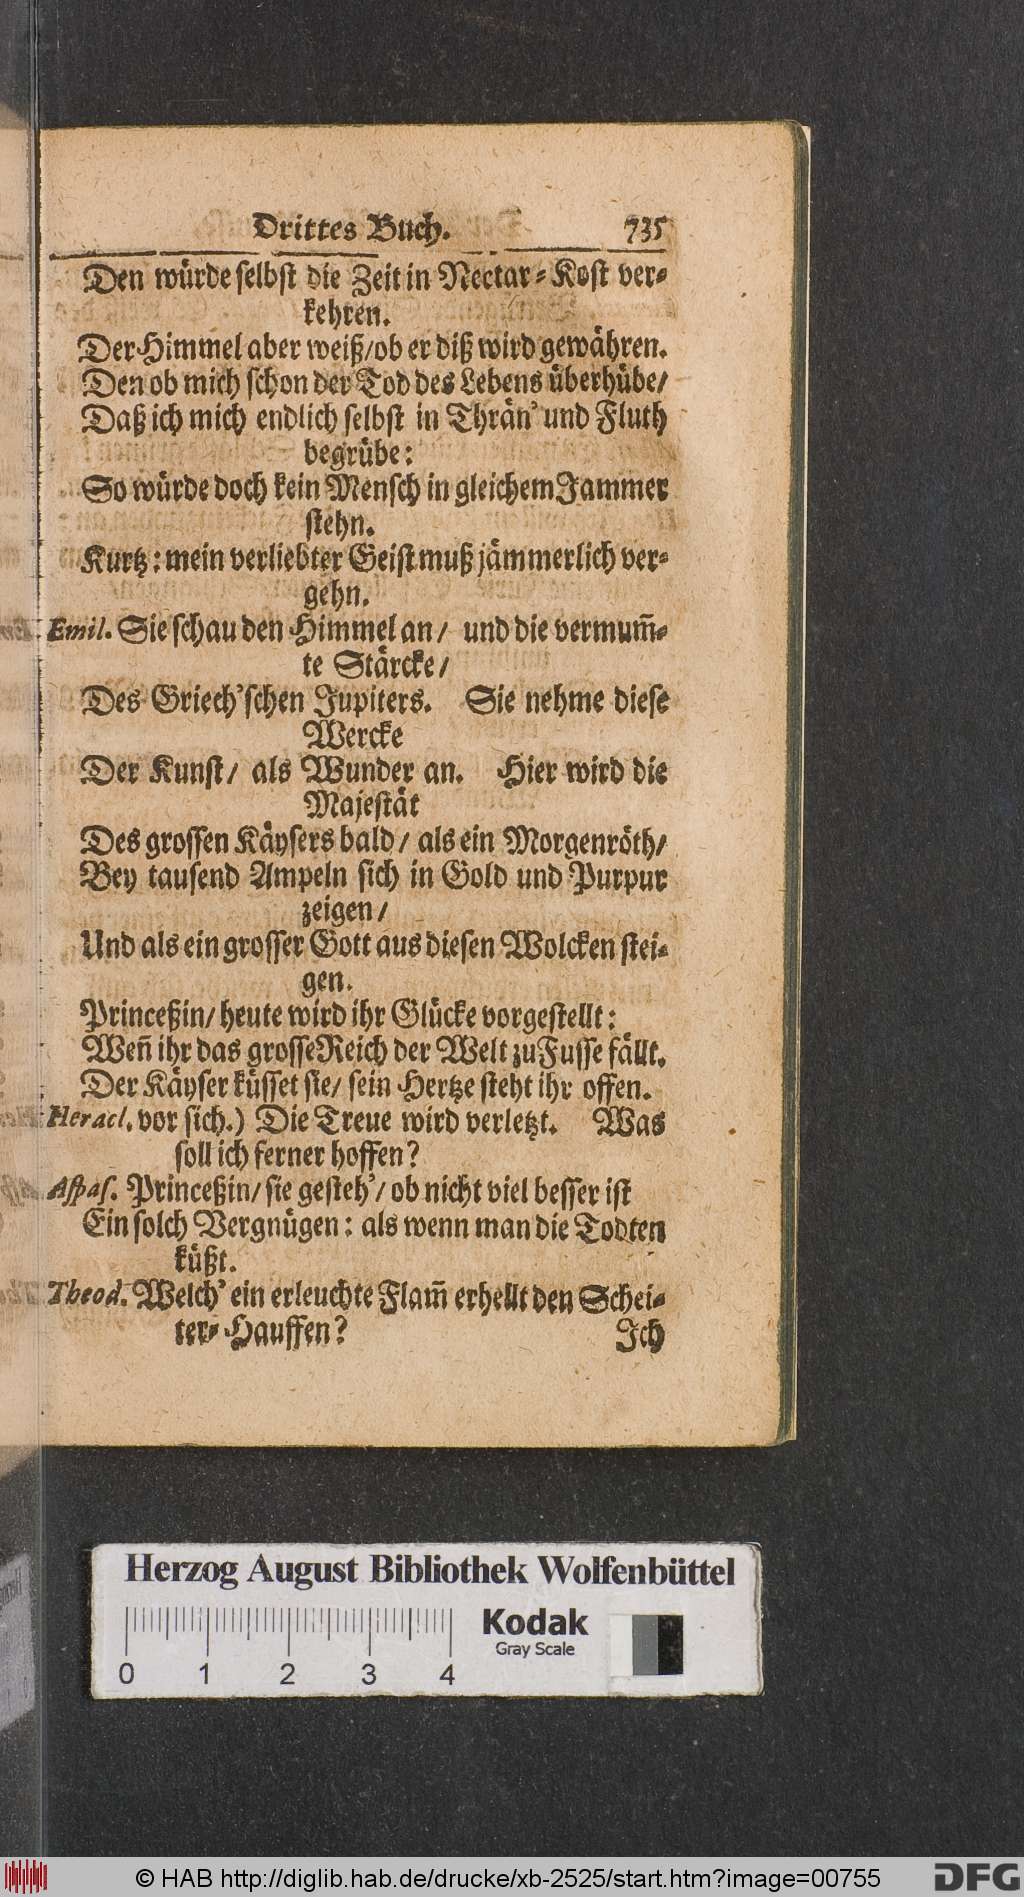 Drittes Buch. 735
Den würde selbst die Zeit in Nectar-Kost ver-
kehren.
Der Himmel aber weiß/ob er diß wird gewähren.
Den ob mich schon der Tod des Lebens überhübe/
Daß ich mich endlich selbst in Thrän' und Fluth
begrübe:
So würde doch kein Mensch in gleichem Jammer
stehn.
Kurtz: mein verliebter Geist muß jämmerlich ver-
gehn.
Emil. Sie schau den Himmel an/ und die vermum̃-
te Stärcke/
Des Griech'schen Jupiters. Sie nehme diese
Wercke
Der Kunst/ als Wunder an. Hier wird die
Majestät
Des grossen Käysers bald/ als ein Morgenröth/
Bey tausend Ampeln sich in Gold und Purpur
zeigen/
Und als ein grosser Gott aus diesen Wolcken stei-
gen.
Princeßin/ heute wird ihr Glücke vorgestellt:
Weñ ihr das grosse Reich der Welt zu Fusse fällt.
Der Käyser küsset sie/ sein Hertze steht ihr offen.
Heracl. vor sich.) Die Treue wird verletzt. Was
soll ich ferner hoffen?
Aspas. Princeßin/ sie gesteh'/ ob nicht viel besser ist
Ein solch Vergnügen: als wenn man die Todten
küßt.
Theod. Welch' ein erleuchte Flam̃ erhellt den Schei-
ter-Hauffen?
Ich
Herzog August Bibliothek Wolfenbüttel
Kodak
Gray Scale
0 1 2 3 4
© HAB http://diglib.hab.de/drucke/xb-2525/start.htm?image=00755
DFG